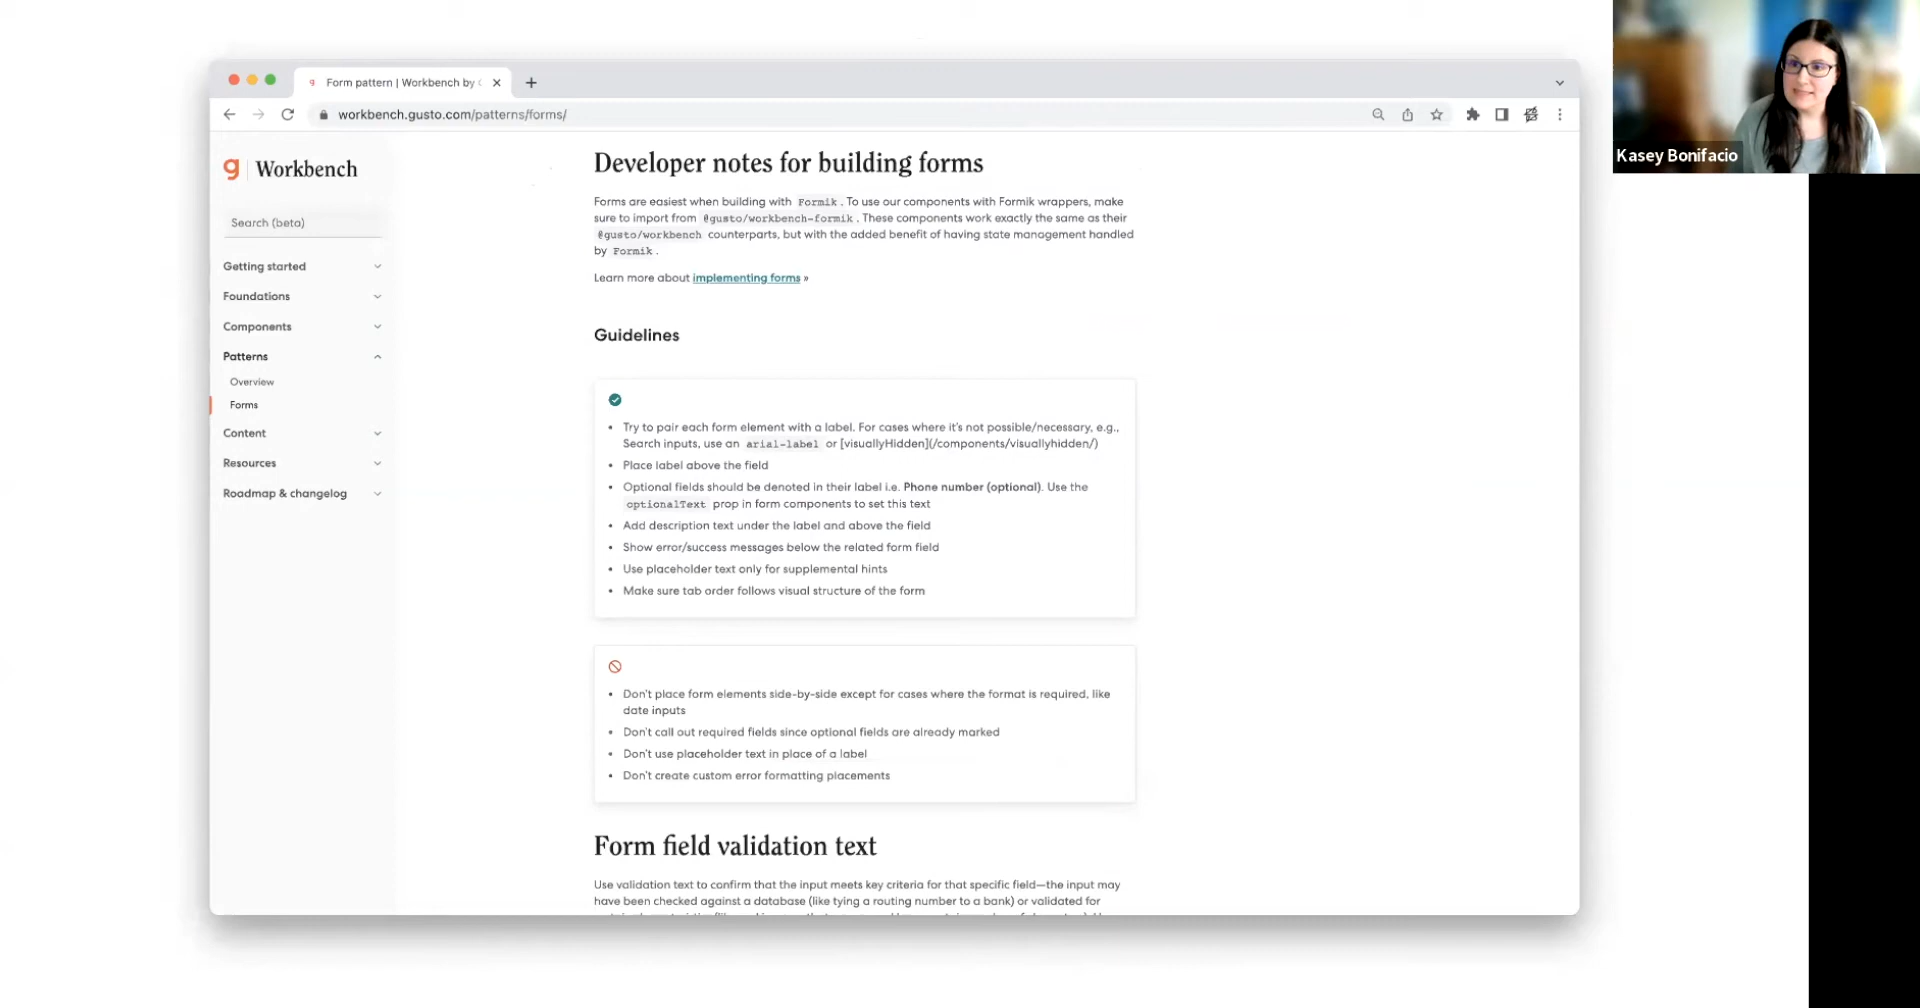 Form pattern | Workbench by
workbench.gusto.com/patterns/forms/
Kasey Bonifacio
g | Workbench
Search (beta)
Getting started
Foundations
Components
Patterns
Overview
Forms
Content
Resources
Roadmap & changelog
Developer notes for building forms
Forms are easiest when building with Formik. To use our components with Formik wrappers, make
sure to import from @gusto/workbench-formik. These components work exactly the same as their
@gusto/workbench counterparts, but with the added benefit of having state management handled
by Formik.
Learn more about implementing forms »
Guidelines
• Try to pair each form element with a label. For cases where it's not possible/necessary, e.g.,
Search inputs, use an arial-label or [visuallyHidden](/components/visuallyhidden/)
• Place label above the field
• Optional fields should be denoted in their label i.e. Phone number (optional). Use the
optionalText prop in form components to set this text
• Add description text under the label and above the field
• Show error/success messages below the related form field
• Use placeholder text only for supplemental hints
• Make sure tab order follows visual structure of the form
• Don't place form elements side-by-side except for cases where the format is required, like
date inputs
• Don't call out required fields since optional fields are already marked
• Don't use placeholder text in place of a label
• Don't create custom error formatting placements
Form field validation text
Use validation text to confirm that the input meets key criteria for that specific field—the input may
have been checked against a database (like tying a routing number to a bank) or validated for